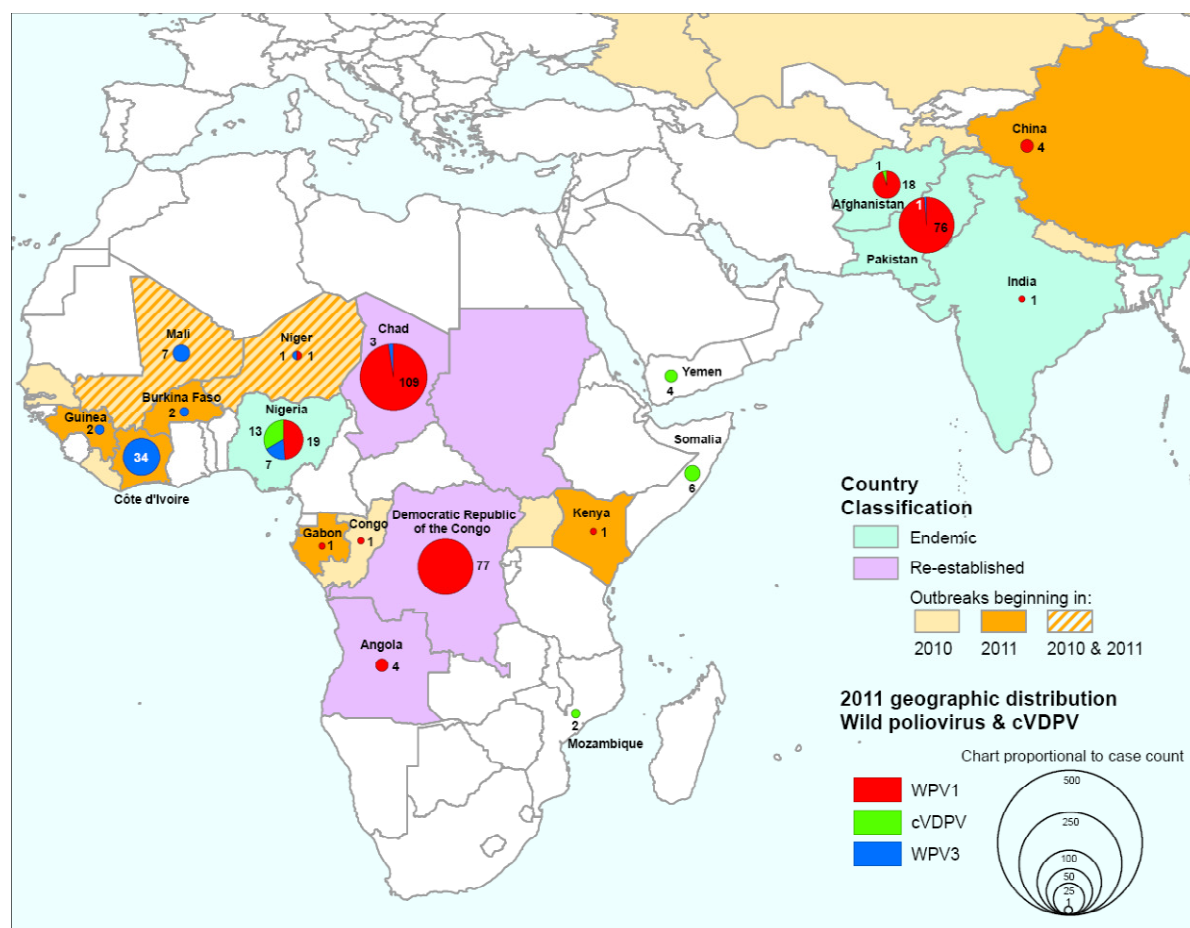 China
4
1
18
Afghanistan
1
76
Pakistan
India
1
Mali
7
Niger
1
1
Chad
3
109
Burkina Faso
2
Guinea
2
Nigeria
13
19
7
34
Côte d'Ivoire
Yemen
4
Somalia
6
Gabon
1
Congo
1
Democratic Republic
of the Congo
77
Kenya
1
Angola
4
2
Mozambique
Country
Classification
Endemic
Re-established
Outbreaks beginning in:
2010
2011
2010 & 2011
2011 geographic distribution
Wild poliovirus & cVDPV
Chart proportional to case count
500
250
100
50
25
1
WPV1
cVDPV
WPV3